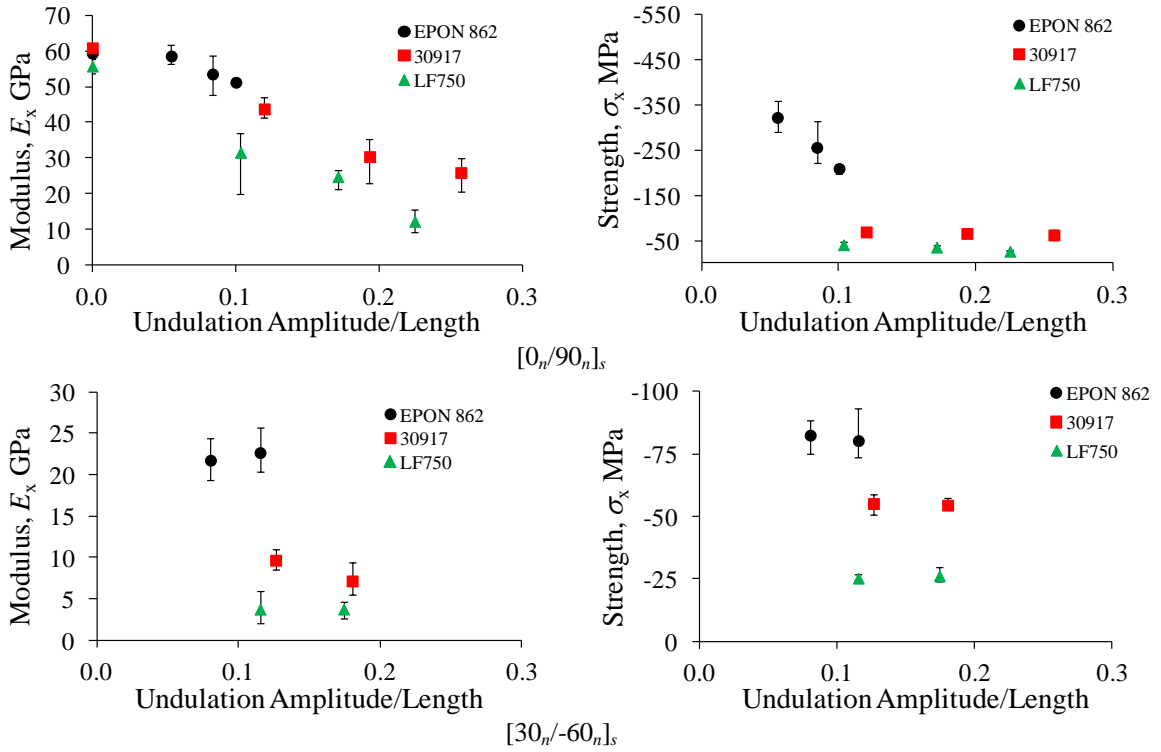 Modulus, Ex GPa
70
60
50
40
30
20
10
0
0.0 0.1 0.2 0.3
Undulation Amplitude/Length
EPON 862
30917
LF750
Strength, σx MPa
-550
-450
-350
-250
-150
-50
0.0 0.1 0.2 0.3
Undulation Amplitude/Length
EPON 862
30917
LF750
[0n/90n]s
Modulus, Ex GPa
30
25
20
15
10
5
0
0.0 0.1 0.2 0.3
Undulation Amplitude/Length
EPON 862
30917
LF750
Strength, σx MPa
-100
-75
-50
-25
0
0.0 0.1 0.2 0.3
Undulation Amplitude/Length
EPON 862
30917
LF750
[30n/-60n]s